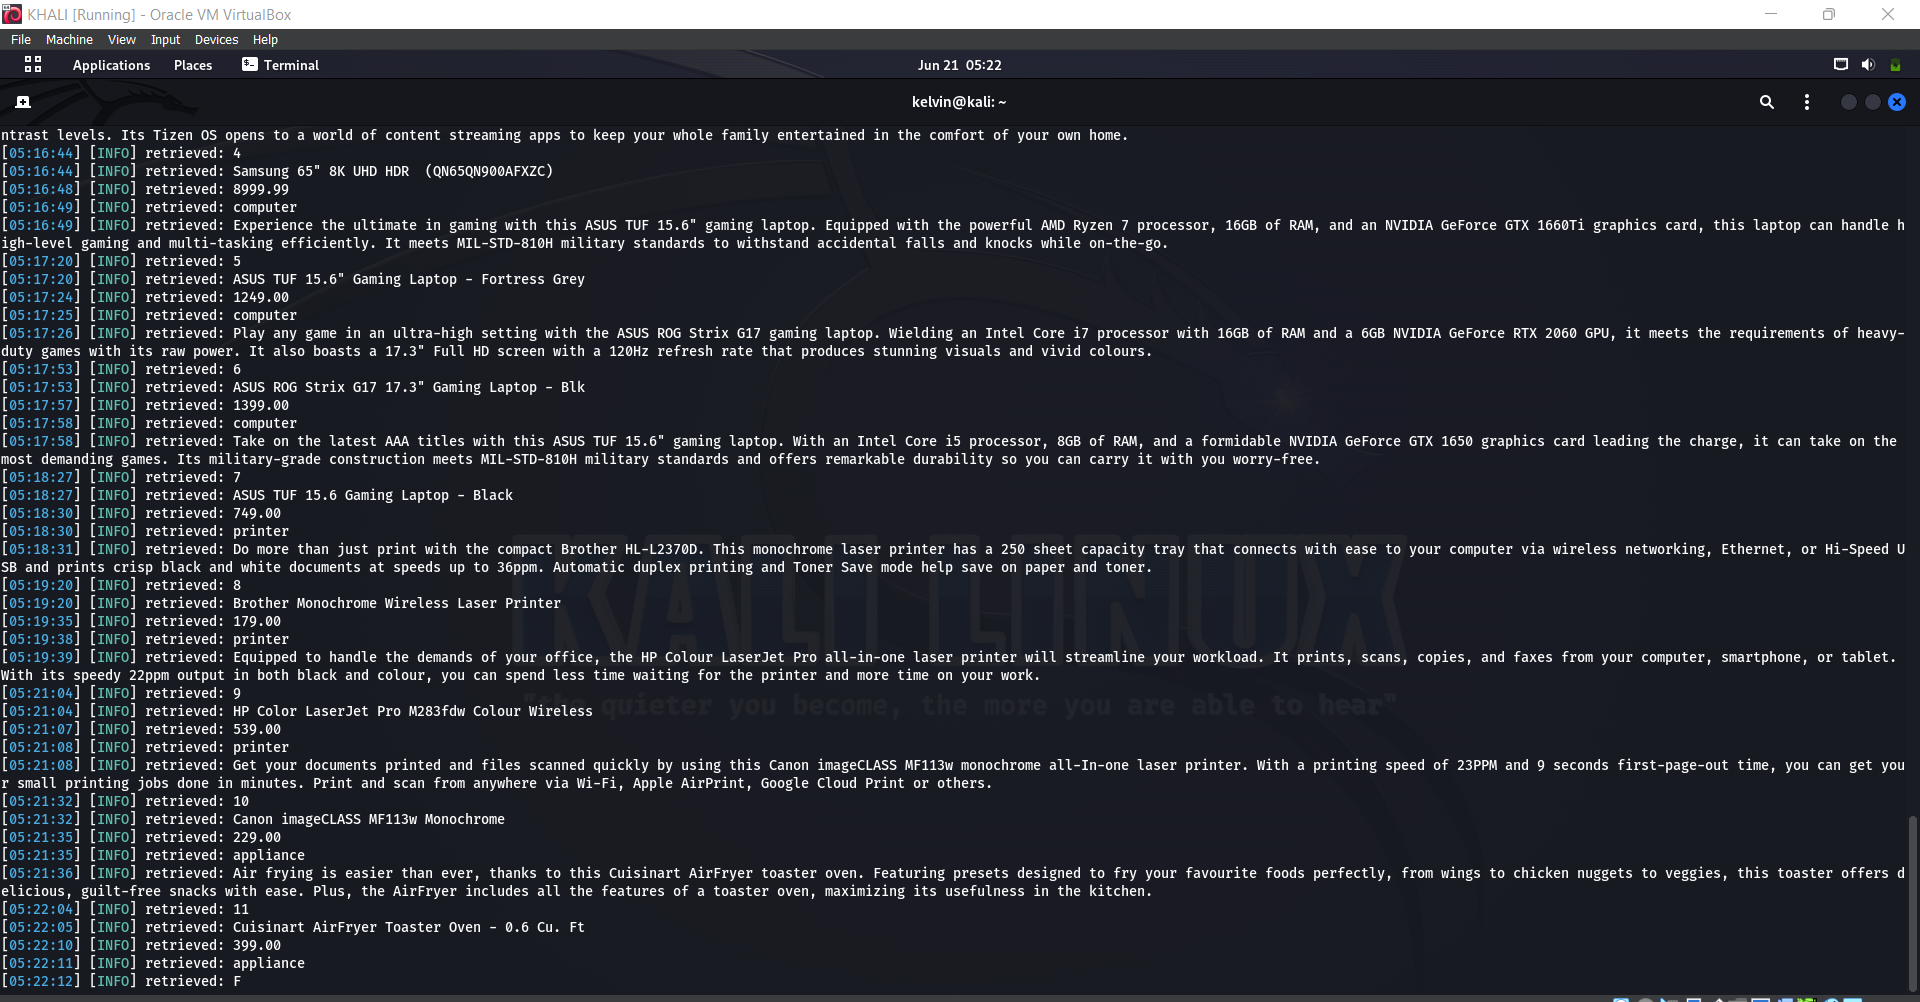 KHALI [Running] - Oracle VM VirtualBox
File Machine View Input Devices Help
Applications Places Terminal Jun 21 05:22
kelvin@kali: ~
ntrast levels. Its Tizen OS opens to a world of content streaming apps to keep your whole family entertained in the comfort of your own home.
[05:16:44] [INFO] retrieved: 4
[05:16:44] [INFO] retrieved: Samsung 65" 8K UHD HDR  (QN65QN900AFXZC)
[05:16:48] [INFO] retrieved: 8999.99
[05:16:49] [INFO] retrieved: computer
[05:16:49] [INFO] retrieved: Experience the ultimate in gaming with this ASUS TUF 15.6" gaming laptop. Equipped with the powerful AMD Ryzen 7 processor, 16GB of RAM, and an NVIDIA GeForce GTX 1660Ti graphics card, this laptop can handle h
igh-level gaming and multi-tasking efficiently. It meets MIL-STD-810H military standards to withstand accidental falls and knocks while on-the-go.
[05:17:20] [INFO] retrieved: 5
[05:17:20] [INFO] retrieved: ASUS TUF 15.6" Gaming Laptop - Fortress Grey
[05:17:24] [INFO] retrieved: 1249.00
[05:17:25] [INFO] retrieved: computer
[05:17:26] [INFO] retrieved: Play any game in an ultra-high setting with the ASUS ROG Strix G17 gaming laptop. Wielding an Intel Core i7 processor with 16GB of RAM and a 6GB NVIDIA GeForce RTX 2060 GPU, it meets the requirements of heavy-
duty games with its raw power. It also boasts a 17.3" Full HD screen with a 120Hz refresh rate that produces stunning visuals and vivid colours.
[05:17:53] [INFO] retrieved: 6
[05:17:53] [INFO] retrieved: ASUS ROG Strix G17 17.3" Gaming Laptop - Blk
[05:17:57] [INFO] retrieved: 1399.00
[05:17:58] [INFO] retrieved: computer
[05:17:58] [INFO] retrieved: Take on the latest AAA titles with this ASUS TUF 15.6" gaming laptop. With an Intel Core i5 processor, 8GB of RAM, and a formidable NVIDIA GeForce GTX 1650 graphics card leading the charge, it can take on the
most demanding games. Its military-grade construction meets MIL-STD-810H military standards and offers remarkable durability so you can carry it with you worry-free.
[05:18:27] [INFO] retrieved: 7
[05:18:27] [INFO] retrieved: ASUS TUF 15.6 Gaming Laptop - Black
[05:18:30] [INFO] retrieved: 749.00
[05:18:30] [INFO] retrieved: printer
[05:18:31] [INFO] retrieved: Do more than just print with the compact Brother HL-L2370D. This monochrome laser printer has a 250 sheet capacity tray that connects with ease to your computer via wireless networking, Ethernet, or Hi-Speed U
SB and prints crisp black and white documents at speeds up to 36ppm. Automatic duplex printing and Toner Save mode help save on paper and toner.
[05:19:20] [INFO] retrieved: 8
[05:19:20] [INFO] retrieved: Brother Monochrome Wireless Laser Printer
[05:19:35] [INFO] retrieved: 179.00
[05:19:38] [INFO] retrieved: printer
[05:19:39] [INFO] retrieved: Equipped to handle the demands of your office, the HP Colour LaserJet Pro all-in-one laser printer will streamline your workload. It prints, scans, copies, and faxes from your computer, smartphone, or tablet.
With its speedy 22ppm output in both black and colour, you can spend less time waiting for the printer and more time on your work.
[05:21:04] [INFO] retrieved: 9
[05:21:04] [INFO] retrieved: HP Color LaserJet Pro M283fdw Colour Wireless
[05:21:07] [INFO] retrieved: 539.00
[05:21:08] [INFO] retrieved: printer
[05:21:08] [INFO] retrieved: Get your documents printed and files scanned quickly by using this Canon imageCLASS MF113w monochrome all-In-one laser printer. With a printing speed of 23PPM and 9 seconds first-page-out time, you can get you
r small printing jobs done in minutes. Print and scan from anywhere via Wi-Fi, Apple AirPrint, Google Cloud Print or others.
[05:21:32] [INFO] retrieved: 10
[05:21:32] [INFO] retrieved: Canon imageCLASS MF113w Monochrome
[05:21:35] [INFO] retrieved: 229.00
[05:21:35] [INFO] retrieved: appliance
[05:21:36] [INFO] retrieved: Air frying is easier than ever, thanks to this Cuisinart AirFryer toaster oven. Featuring presets designed to fry your favourite foods perfectly, from wings to chicken nuggets to veggies, this toaster offers d
elicious, guilt-free snacks with ease. Plus, the AirFryer includes all the features of a toaster oven, maximizing its usefulness in the kitchen.
[05:22:04] [INFO] retrieved: 11
[05:22:05] [INFO] retrieved: Cuisinart AirFryer Toaster Oven - 0.6 Cu. Ft
[05:22:10] [INFO] retrieved: 399.00
[05:22:11] [INFO] retrieved: appliance
[05:22:12] [INFO] retrieved: F
KALI LINUX
"the quieter you become, the more you are able to hear"